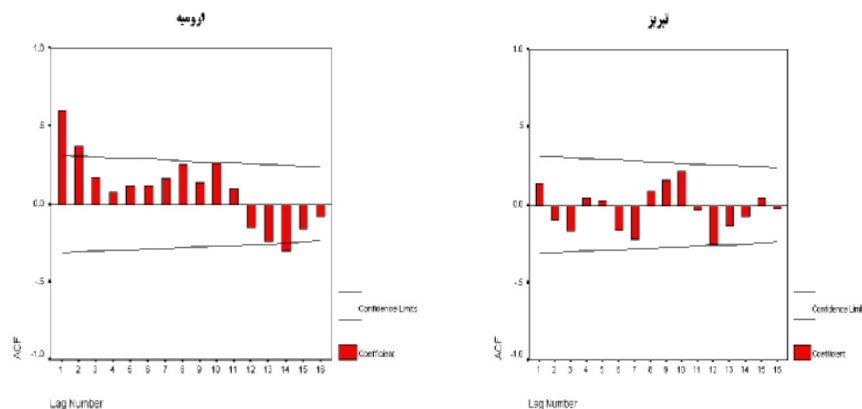 ارومیه
1.0
.5
0.0
-.5
-1.0
ACF
1 2 3 4 5 6 7 8 9 10 11 12 13 14 15 16
Lag Number
Confidence Limits
Coefficient
تبریز
1.0
.5
0.0
-.5
-1.0
ACF
1 2 3 4 5 6 7 8 9 10 11 12 13 14 15 16
Lag Number
Confidence Limit
Coefficient